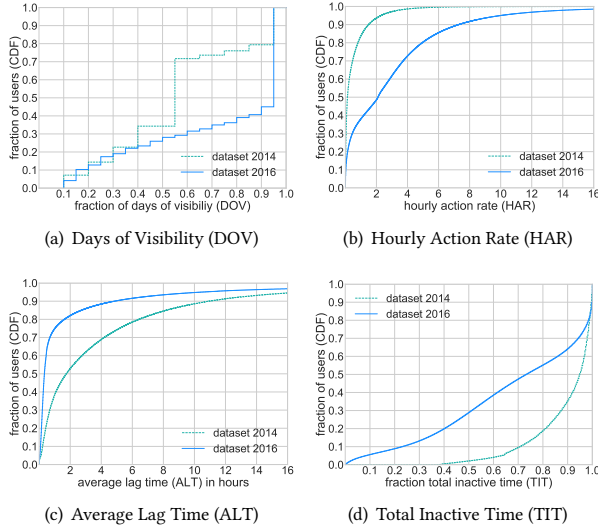 1.0
0.9
0.8
0.7
0.6
0.5
0.4
0.3
0.2
0.1
0.0
fraction of users (CDF)
dataset 2014
dataset 2016
0.1 0.2 0.3 0.4 0.5 0.6 0.7 0.8 0.9 1.0
fraction of days of visibiliy (DOV)
(a) Days of Visibility (DOV)
1.0
0.9
0.8
0.7
0.6
0.5
0.4
0.3
0.2
0.1
0.0
fraction of users (CDF)
dataset 2014
dataset 2016
2 4 6 8 10 12 14 16
hourly action rate (HAR)
(b) Hourly Action Rate (HAR)
1.0
0.9
0.8
0.7
0.6
0.5
0.4
0.3
0.2
0.1
0.0
fraction of users (CDF)
dataset 2014
dataset 2016
2 4 6 8 10 12 14 16
average lag time (ALT) in hours
(c) Average Lag Time (ALT)
1.0
0.9
0.8
0.7
0.6
0.5
0.4
0.3
0.2
0.1
0.0
fraction of users (CDF)
dataset 2014
dataset 2016
0.1 0.2 0.3 0.4 0.5 0.6 0.7 0.8 0.9 1.0
fraction total inactive time (TIT)
(d) Total Inactive Time (TIT)